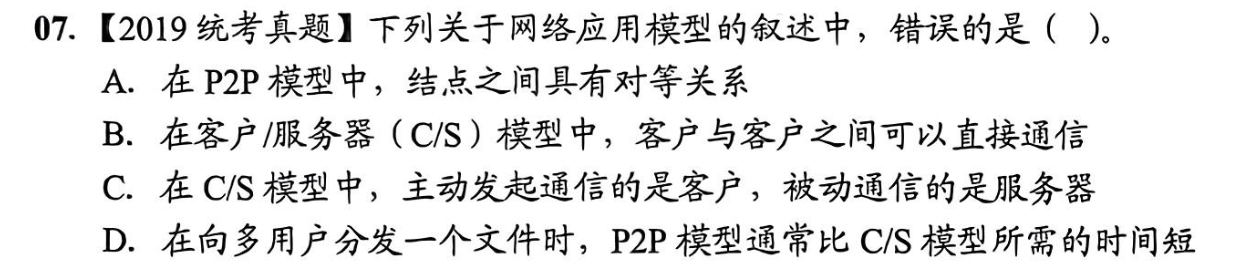 07. 【2019 统考真题】下列关于网络应用模型的叙述中，错误的是（ ）。
A. 在 P2P 模型中，结点之间具有对等关系
B. 在客户/服务器（C/S）模型中，客户与客户之间可以直接通信
C. 在 C/S 模型中，主动发起通信的是客户，被动通信的是服务器
D. 在向多用户分发一个文件时，P2P 模型通常比 C/S 模型所需的时间短